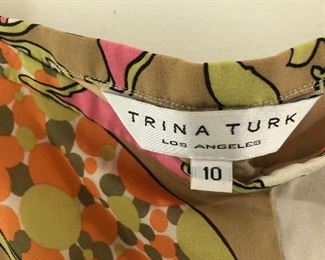 TRINA TURK
LOS ANGELES
10